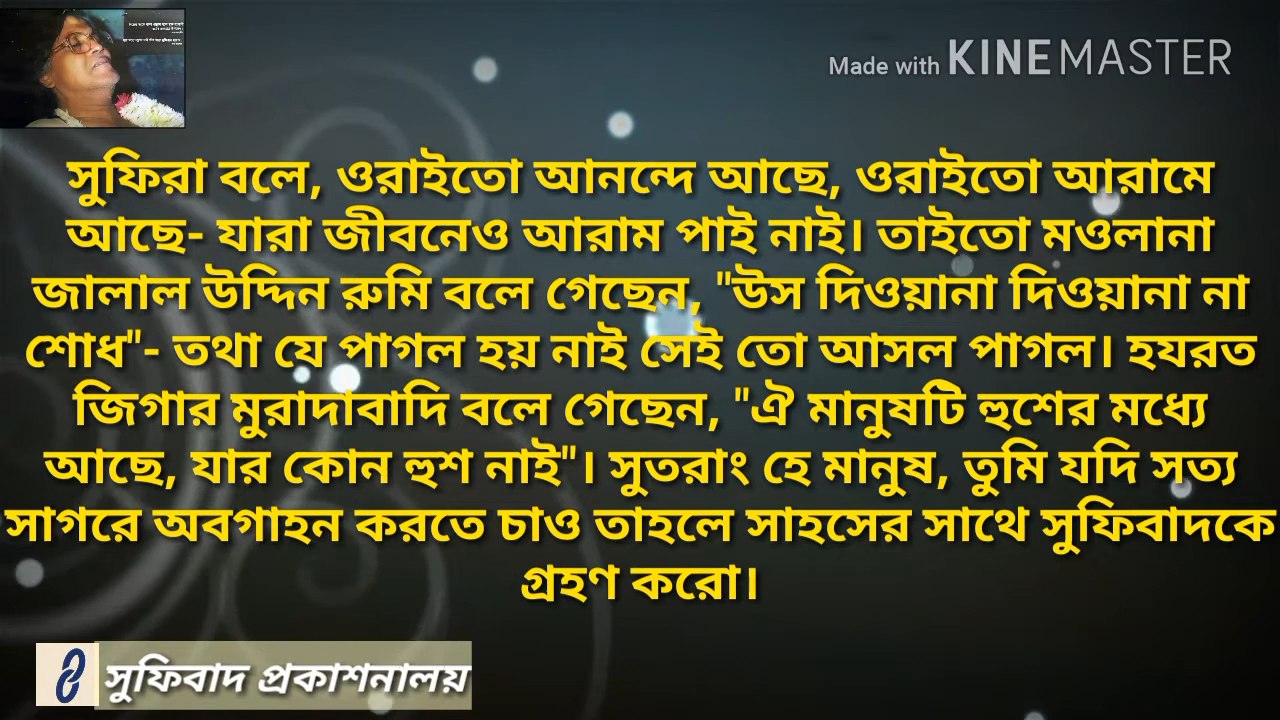 Made with KINEMASTER
সুফিরা বলে, ওরাইতো আনন্দে আছে, ওরাইতো আরামে
আছে- যারা জীবনেও আরাম পাই নাই। তাইতো মওলানা
জালাল উদ্দিন রুমি বলে গেছেন, "উস দিওয়ানা দিওয়ানা না
শোধ"- তথা যে পাগল হয় নাই সেই তো আসল পাগল। হযরত
জিগার মুরাদাবাদি বলে গেছেন, "ঐ মানুষটি হুশের মধ্যে
আছে, যার কোন হুশ নাই"। সুতরাং হে মানুষ, তুমি যদি সত্য
সাগরে অবগাহন করতে চাও তাহলে সাহসের সাথে সুফিবাদকে
গ্রহণ করো।
সুফিবাদ প্রকাশনালয়